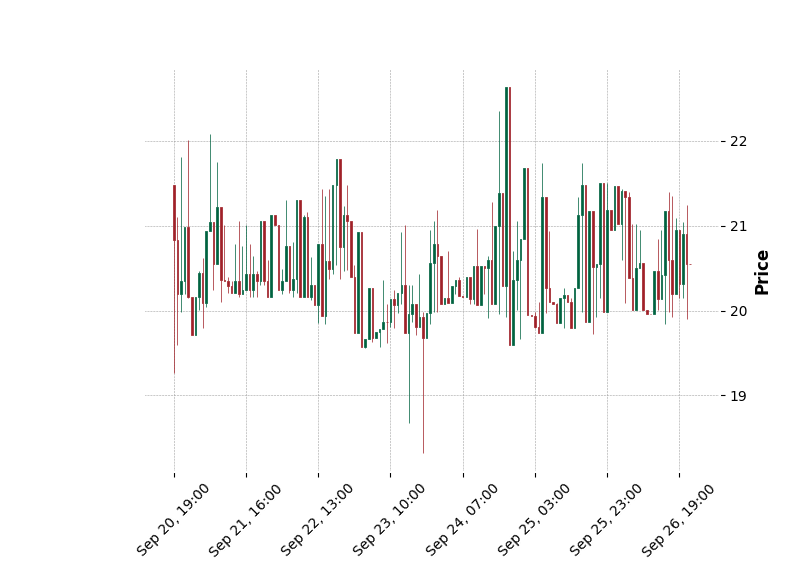 22
21
20
19
Price
Sep 20, 19:00
Sep 21, 16:00
Sep 22, 13:00
Sep 23, 10:00
Sep 24, 07:00
Sep 25, 03:00
Sep 25, 23:00
Sep 26, 19:00